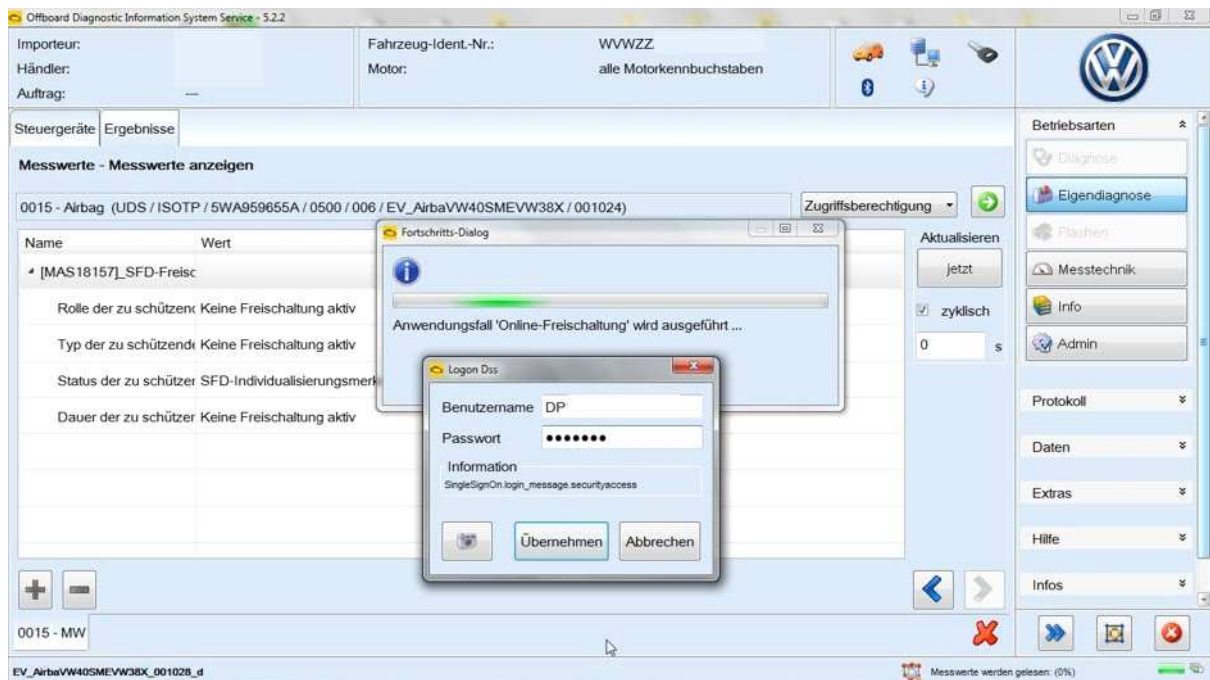 Offboard Diagnostic Information System Service - 5.2.2
Importeur:
Händler:
Auftrag: ---
Fahrzeug-Ident.-Nr.: WVWZZ
Motor: alle Motorkennbuchstaben
Steuergeräte Ergebnisse
Messwerte - Messwerte anzeigen
0015 - Airbag (UDS / ISOTP / 5WA959655A / 0500 / 006 / EV_AirbaVW40SMEVW38X / 001024)
Zugriffsberechtigung
Name Wert
[MAS18157]_SFD-Freisc
Rolle der zu schützend Keine Freischaltung aktiv
Typ der zu schützende Keine Freischaltung aktiv
Status der zu schützer SFD-Individualisierungsmerk
Dauer der zu schützer Keine Freischaltung aktiv
Aktualisieren
jetzt
zyklisch
0 s
Fortschritts-Dialog
Anwendungsfall 'Online-Freischaltung' wird ausgeführt ...
Logon Dss
Benutzername DP
Passwort •••••••
Information
SingleSignOn.login_message.securityaccess
Übernehmen Abbrechen
0015 - MW
EV_AirbaVW40SMEVW38X_001028_d
Messwerte werden gelesen: (0%)
Betriebsarten
Diagnose
Eigendiagnose
Flashen
Messtechnik
Info
Admin
Protokoll
Daten
Extras
Hilfe
Infos